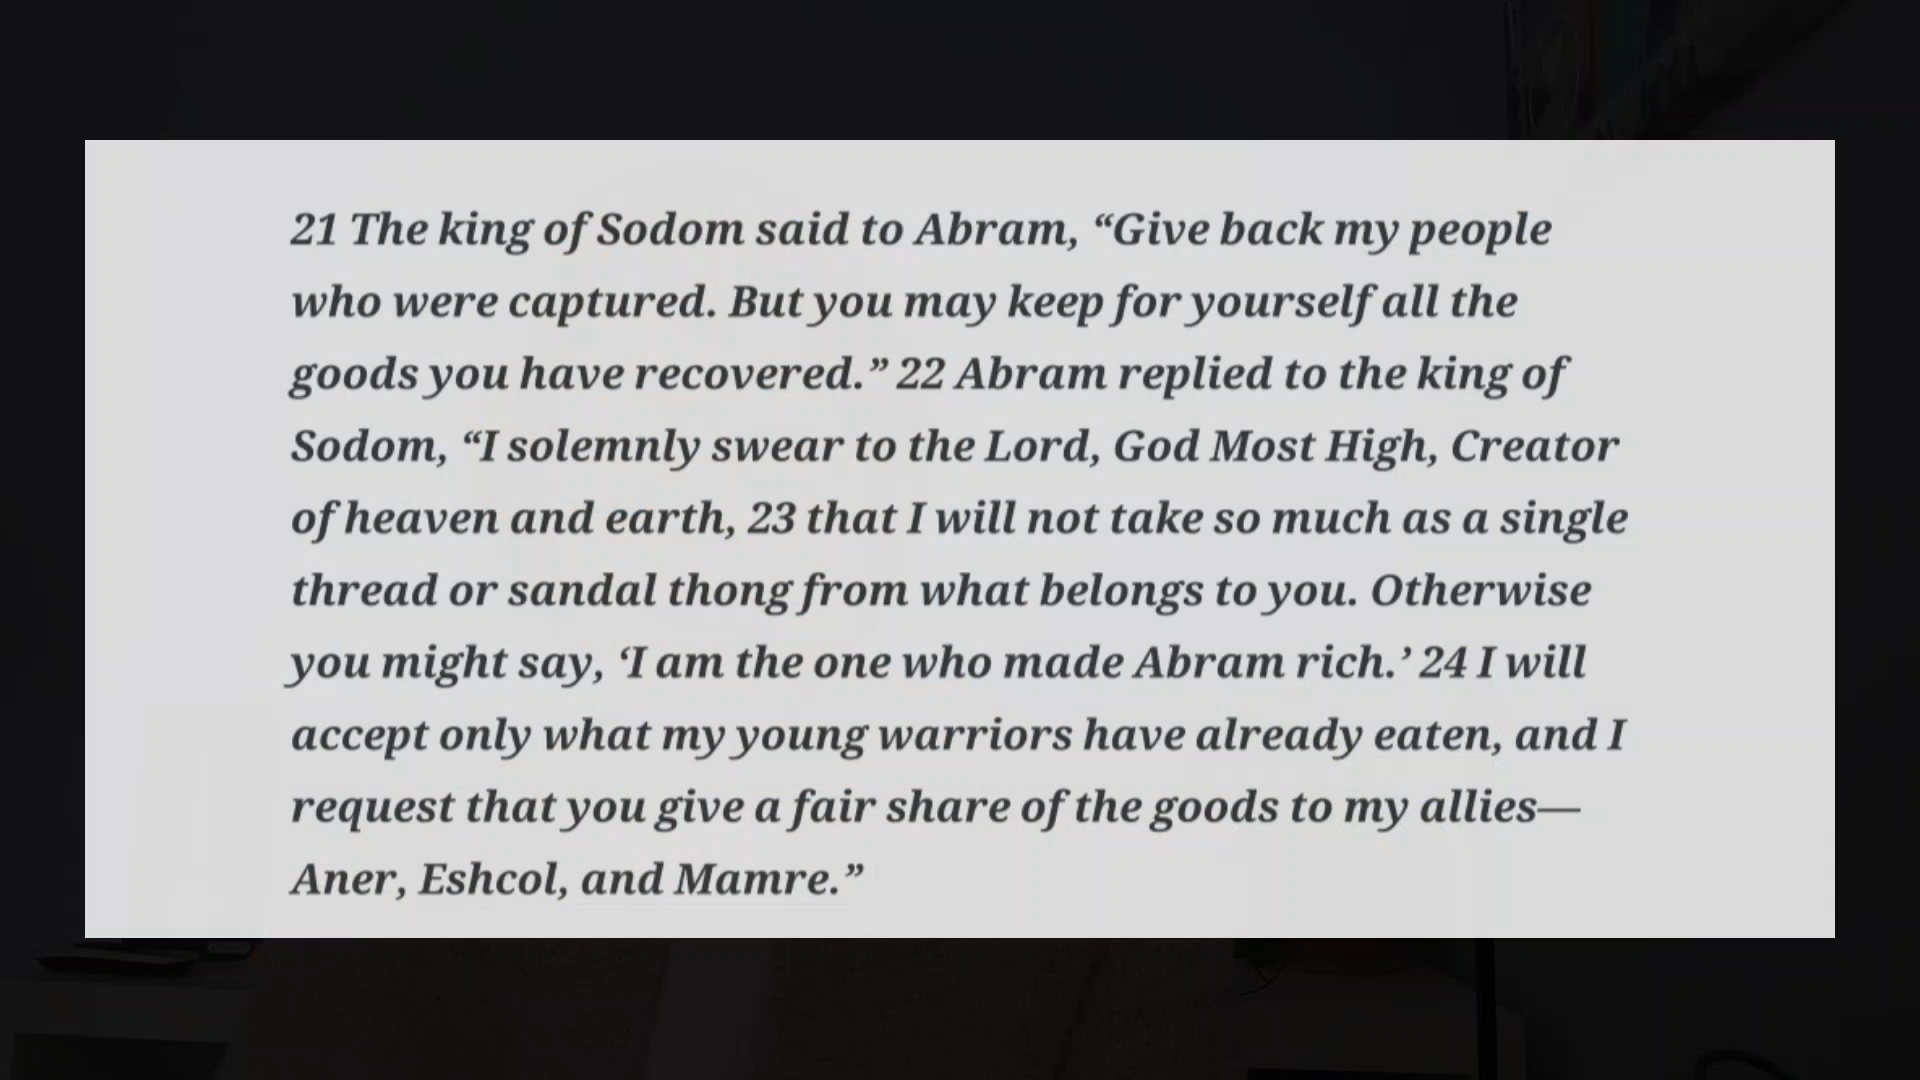 21 The king of Sodom said to Abram, “Give back my people
who were captured. But you may keep for yourself all the
goods you have recovered.” 22 Abram replied to the king of
Sodom, “I solemnly swear to the Lord, God Most High, Creator
of heaven and earth, 23 that I will not take so much as a single
thread or sandal thong from what belongs to you. Otherwise
you might say, ‘I am the one who made Abram rich.’ 24 I will
accept only what my young warriors have already eaten, and I
request that you give a fair share of the goods to my allies—
Aner, Eshcol, and Mamre.”